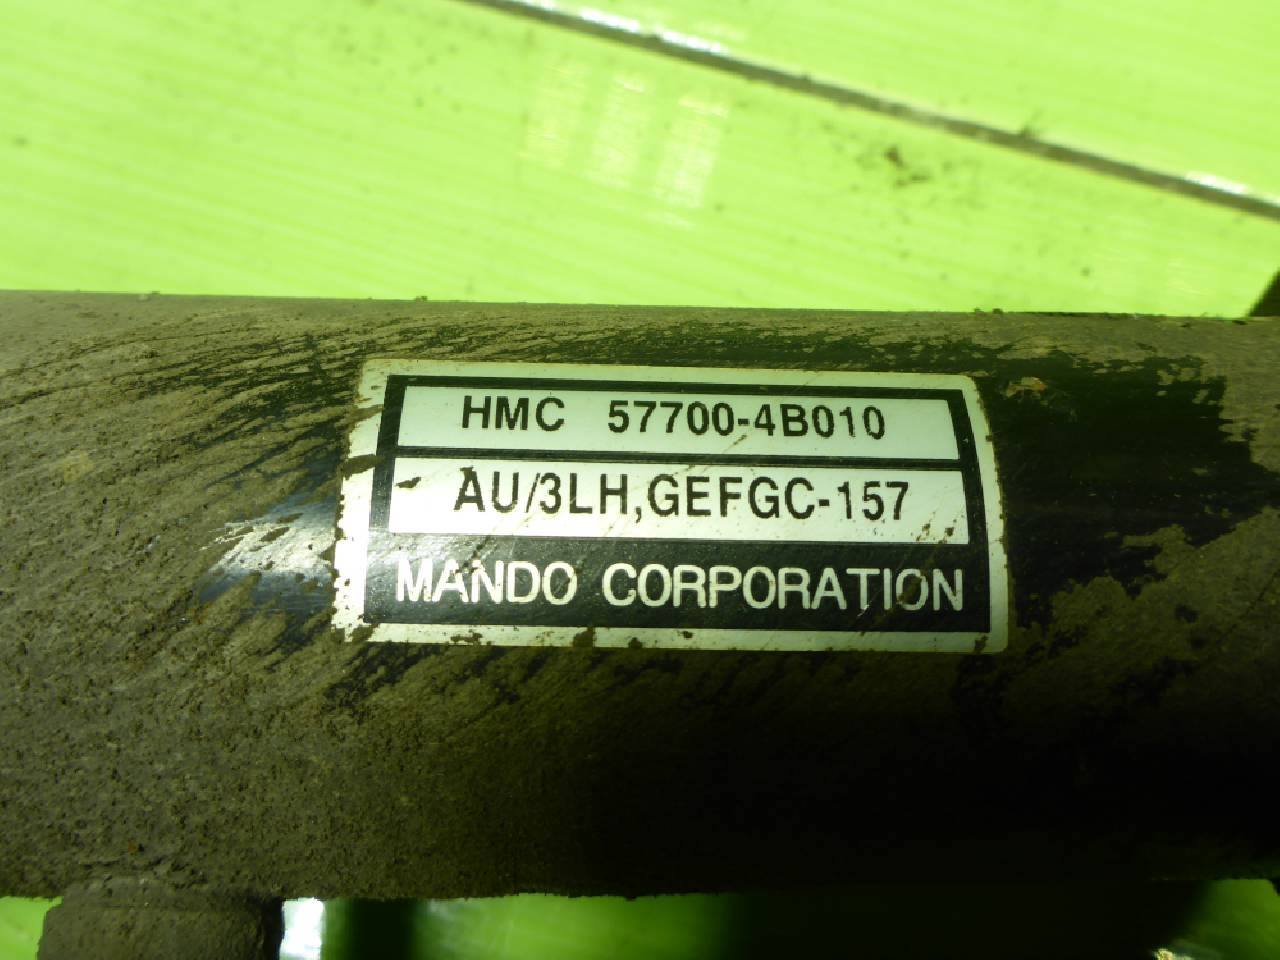 HMC 57700-4B010
AU/3LH,GEFGC-157
MANDO CORPORATION